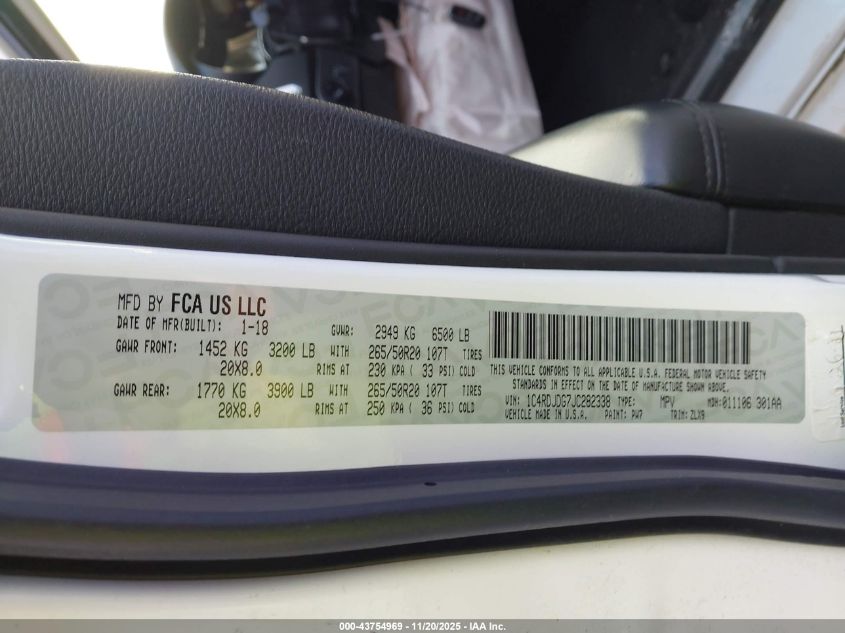 MFD BY FCA US LLC
DATE OF MFR(BUILT): 1-18 GVWR: 2949 KG 6500 LB
GAWR FRONT: 1452 KG 3200 LB WITH 265/50R20 107T TIRES
20X8.0 RIMS AT 230 KPA ( 33 PSI) COLD
GAWR REAR: 1770 KG 3900 LB WITH 265/50R20 107T TIRES
20X8.0 RIMS AT 250 KPA ( 36 PSI) COLD
THIS VEHICLE CONFORMS TO ALL APPLICABLE U.S.A. FEDERAL MOTOR VEHICLE SAFETY
STANDARDS IN EFFECT ON THE DATE OF MANUFACTURE SHOWN ABOVE.
VIN: 1C4RDJDG7JC282338 TYPE: MPV MDH: 011106 301AA
VEHICLE MADE IN U.S.A. PAINT: PW7 TRIM: ZLX9
000-43754969 - 11/20/2025 - IAA Inc.